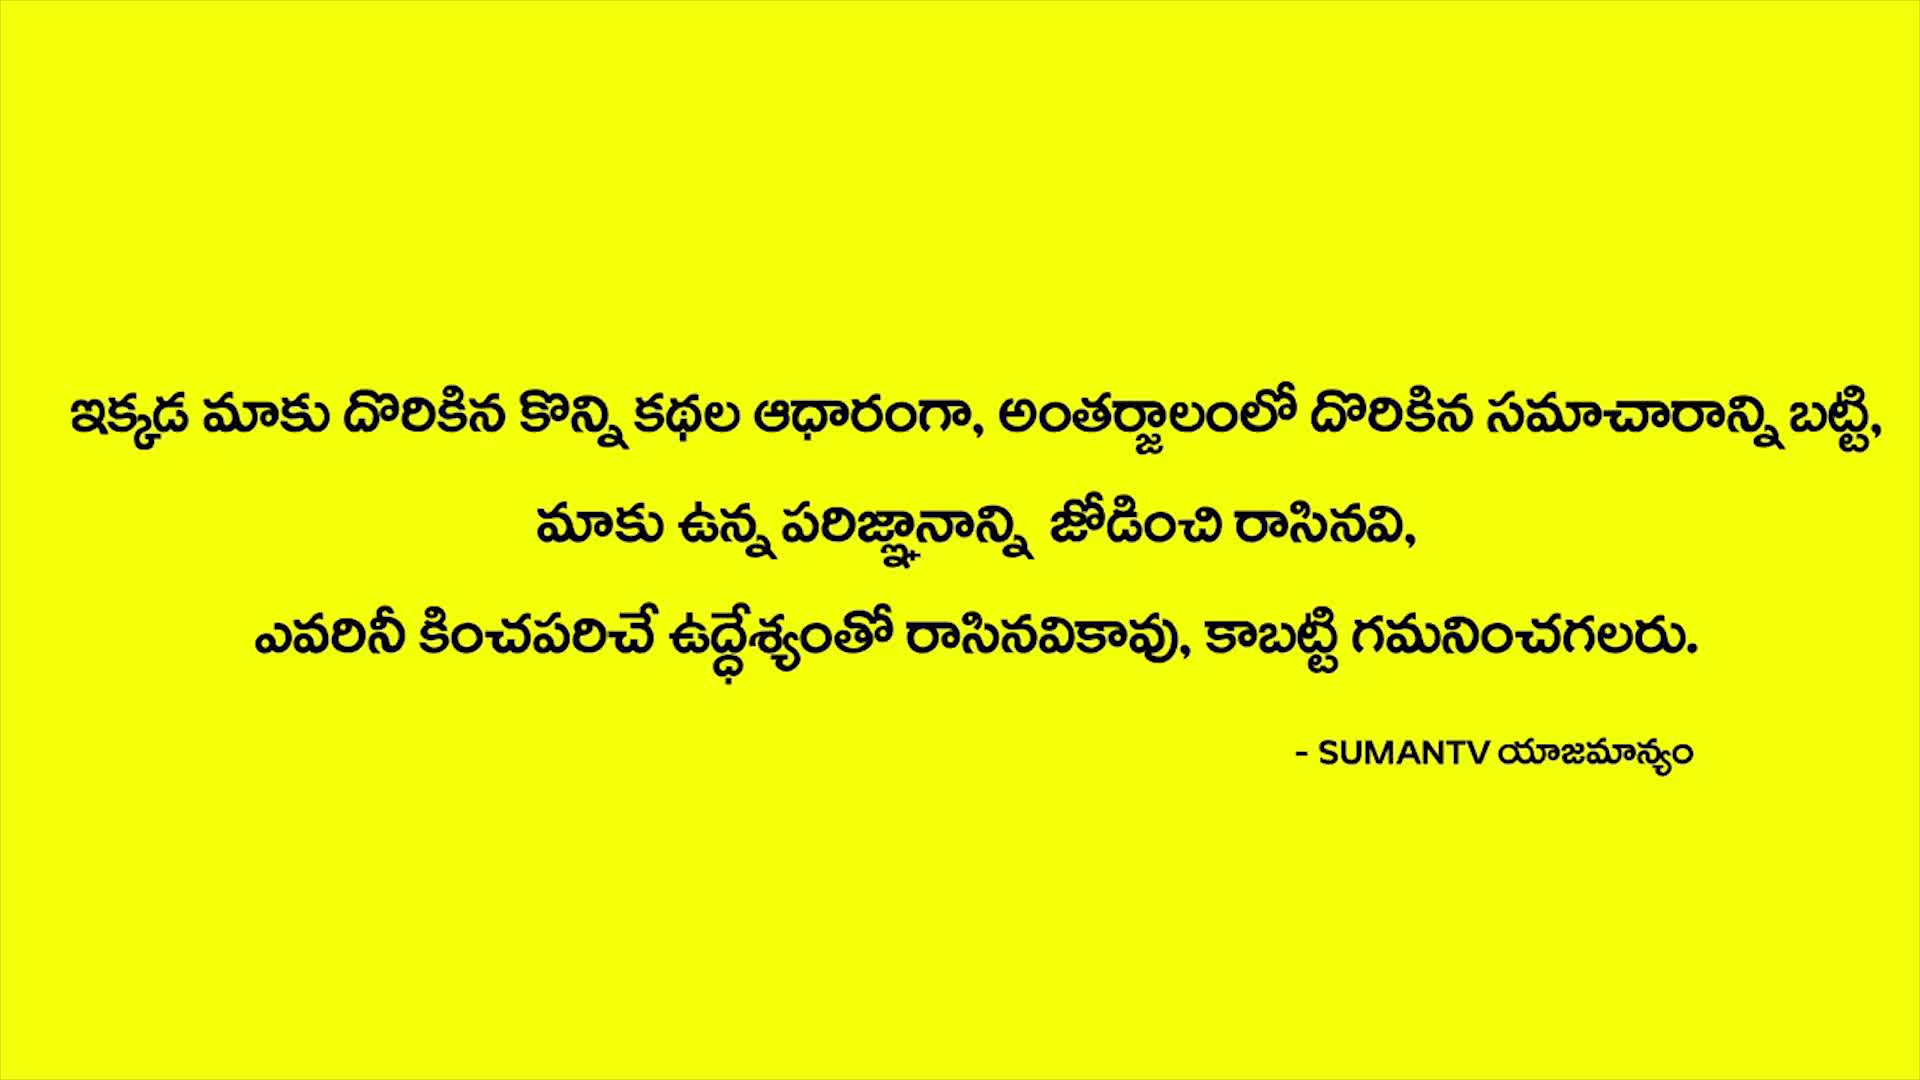 ఇక్కడ మాకు దొరికిన కొన్ని కథల ఆధారంగా, అంతర్జాలంలో దొరికిన సమాచారాన్ని బట్టి,
మాకు ఉన్న పరిజ్ఞానాన్ని జోడించి రాసినవి,
ఎవరినీ కించపరిచే ఉద్ధేశ్యంతో రాసినవికావు, కాబట్టి గమనించగలరు.
- SUMANTV యాజమాన్యం